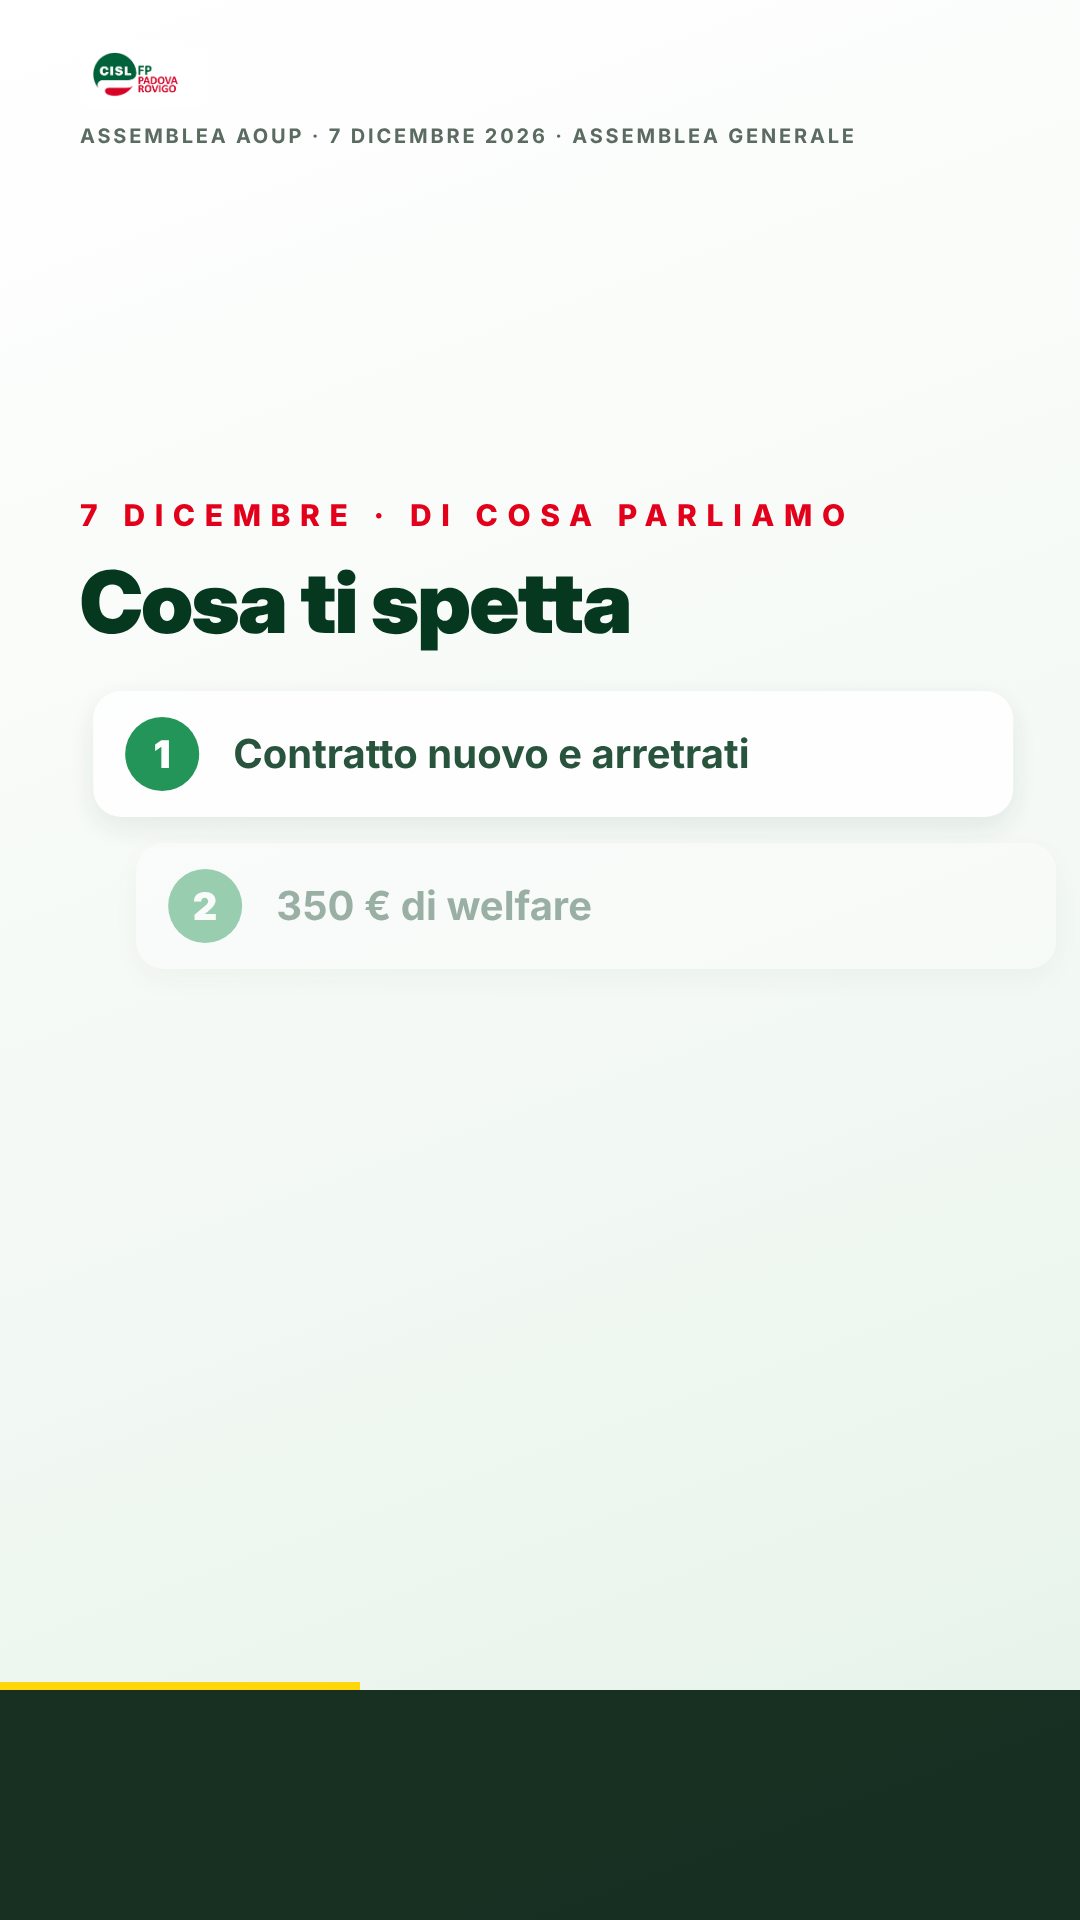 CISL FP
PADOVA
ROVIGO
ASSEMBLEA AOUP · 7 DICEMBRE 2026 · ASSEMBLEA GENERALE
7 DICEMBRE · DI COSA PARLIAMO
Cosa ti spetta
1 Contratto nuovo e arretrati
2 350 € di welfare